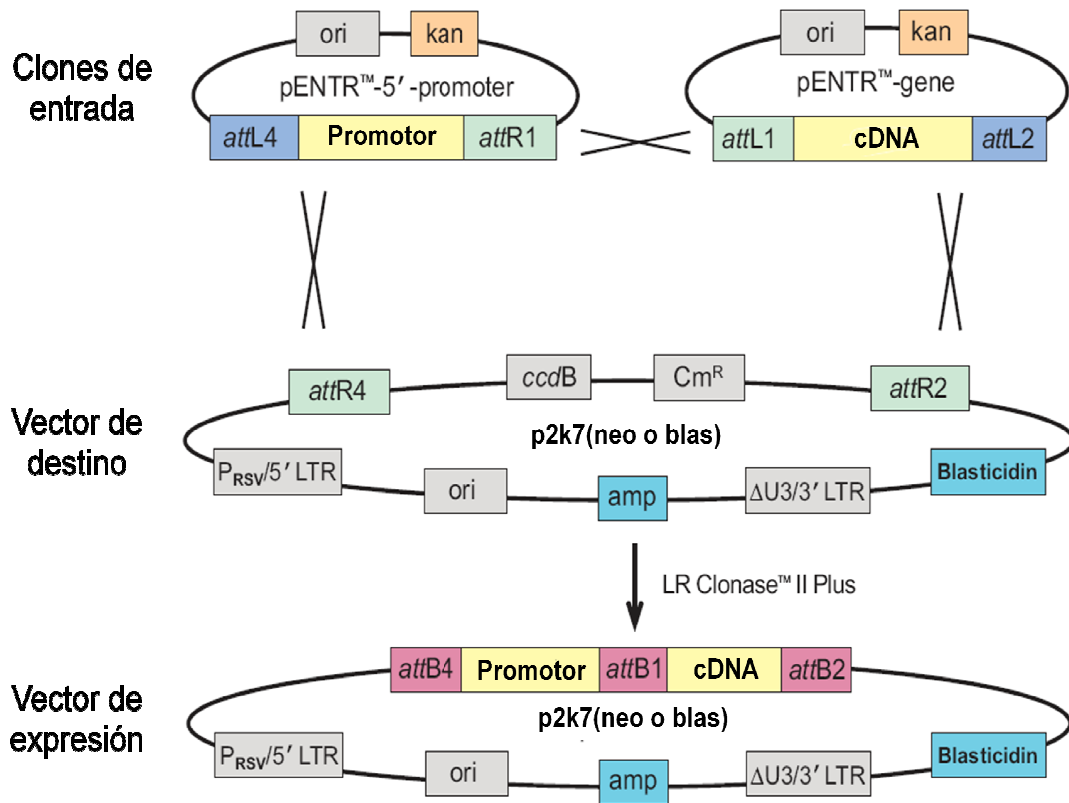 Clones de
entrada
ori
kan
pENTR™-5′-promoter
attL4
Promotor
attR1
ori
kan
pENTR™-gene
attL1
cDNA
attL2
Vector de
destino
attR4
ccdB
Cmᴿ
attR2
p2k7(neo o blas)
PRSV/5′ LTR
ori
amp
ΔU3/3′ LTR
Blasticidin
LR Clonase™ II Plus
Vector de
expresión
attB4
Promotor
attB1
cDNA
attB2
p2k7(neo o blas)
PRSV/5′ LTR
ori
amp
ΔU3/3′ LTR
Blasticidin